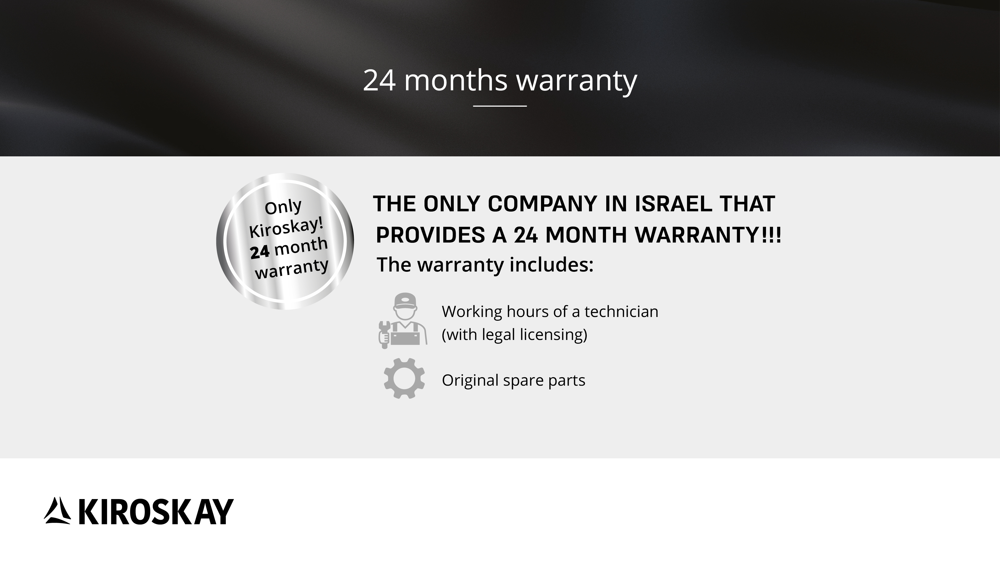 24 months warranty
Only
Kiroskay!
24 month
warranty
THE ONLY COMPANY IN ISRAEL THAT
PROVIDES A 24 MONTH WARRANTY!!!
The warranty includes:
Working hours of a technician
(with legal licensing)
Original spare parts
KIROSKAY